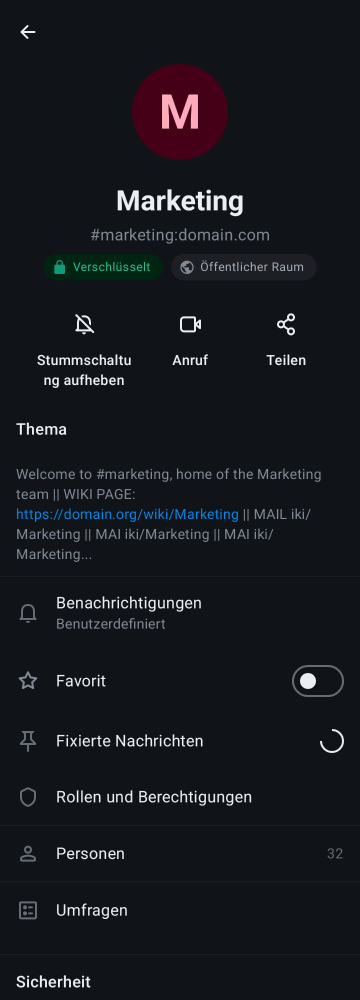 M
Marketing
#marketing:domain.com
Verschlüsselt
Öffentlicher Raum
Stummschaltu
ng aufheben
Anruf
Teilen
Thema
Welcome to #marketing, home of the Marketing
team || WIKI PAGE:
https://domain.org/wiki/Marketing || MAIL iki/
Marketing || MAI iki/Marketing || MAI iki/
Marketing...
Benachrichtigungen
Benutzerdefiniert
Favorit
Fixierte Nachrichten
Rollen und Berechtigungen
Personen
32
Umfragen
Sicherheit